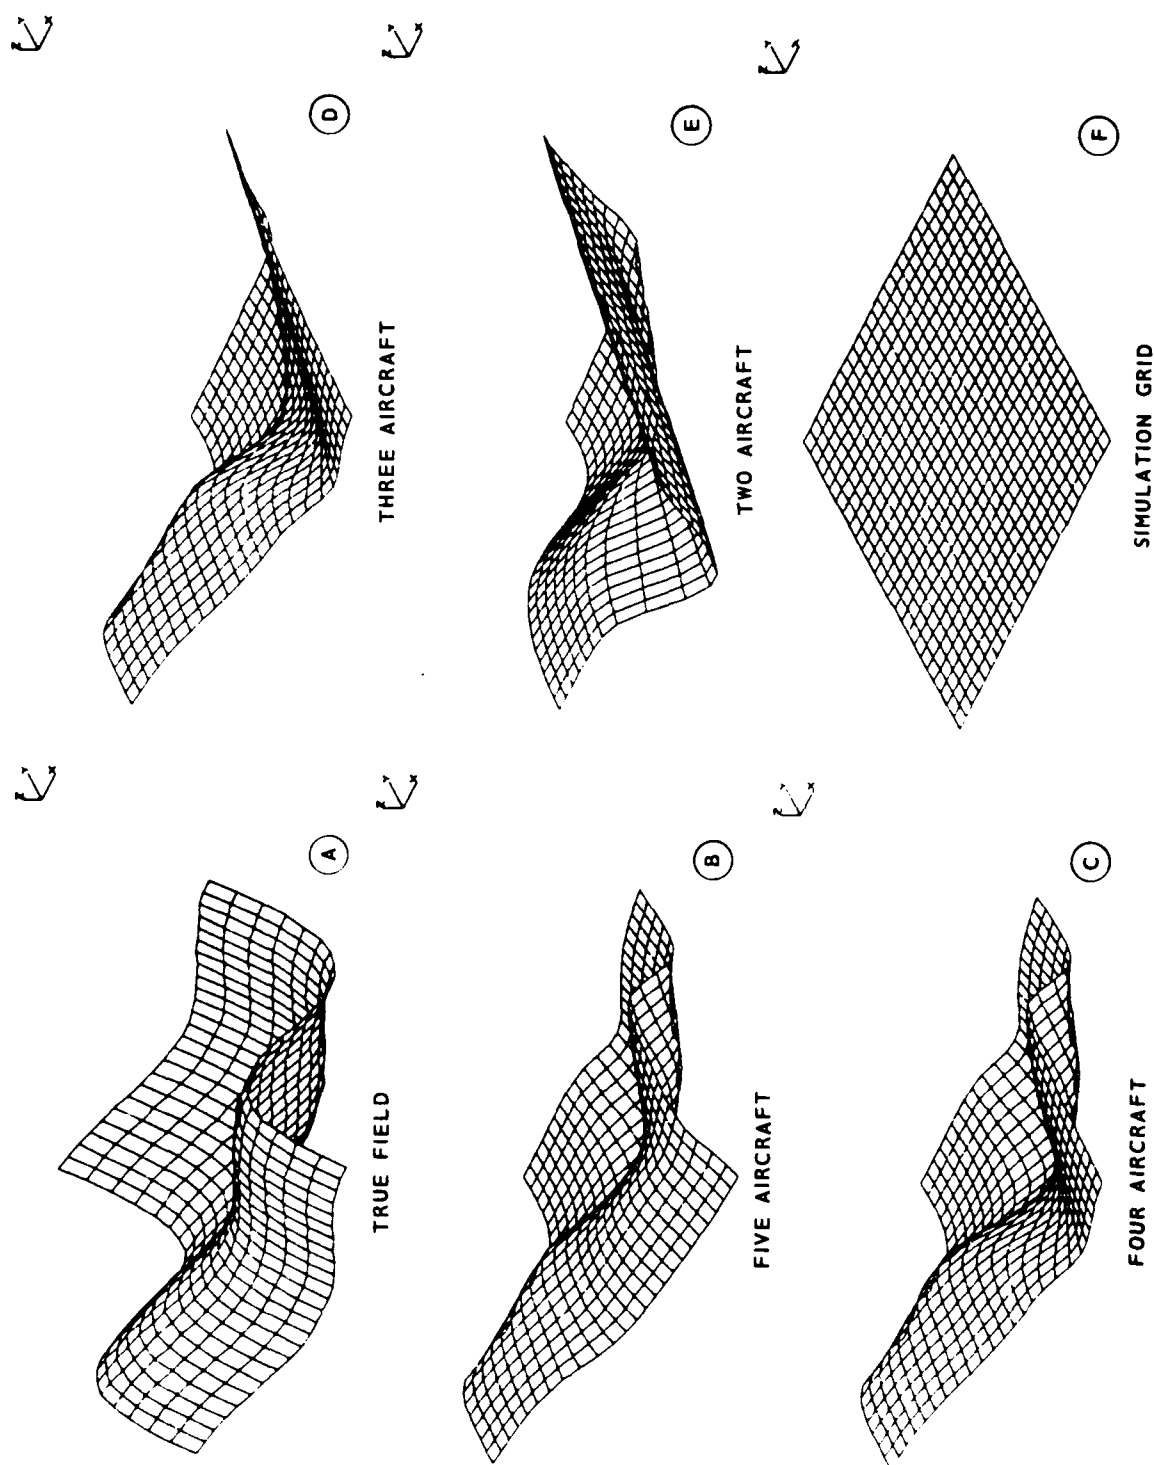 Z Y X
A
TRUE FIELD
Z Y X
B
FIVE AIRCRAFT
Z Y X
C
FOUR AIRCRAFT
Z Y X
D
THREE AIRCRAFT
Z Y X
E
TWO AIRCRAFT
Z Y X
F
SIMULATION GRID